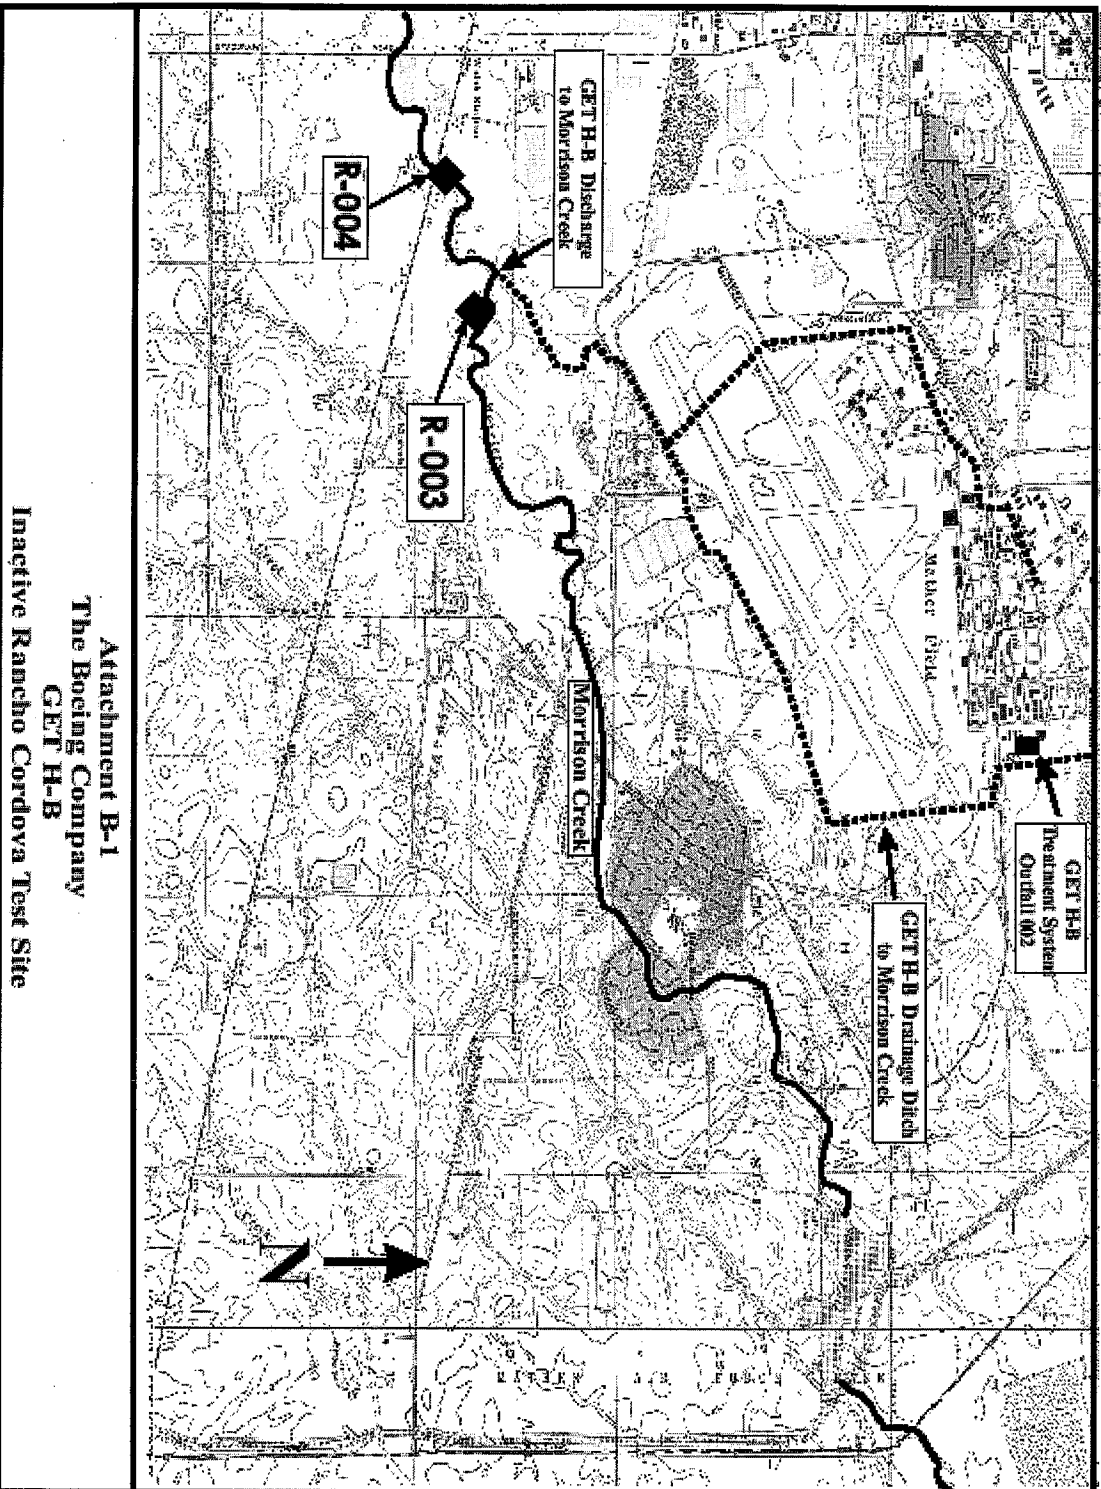 GET H-B
Treatment System
Outfall 002
GET H-B Drainage Ditch
to Morrison Creek
GET H-B Discharge
to Morrison Creek
Mather Field
Morrison Creek
R-003
R-004
N
Attachment B-1
The Boeing Company
GET H-B
Inactive Rancho Cordova Test Site